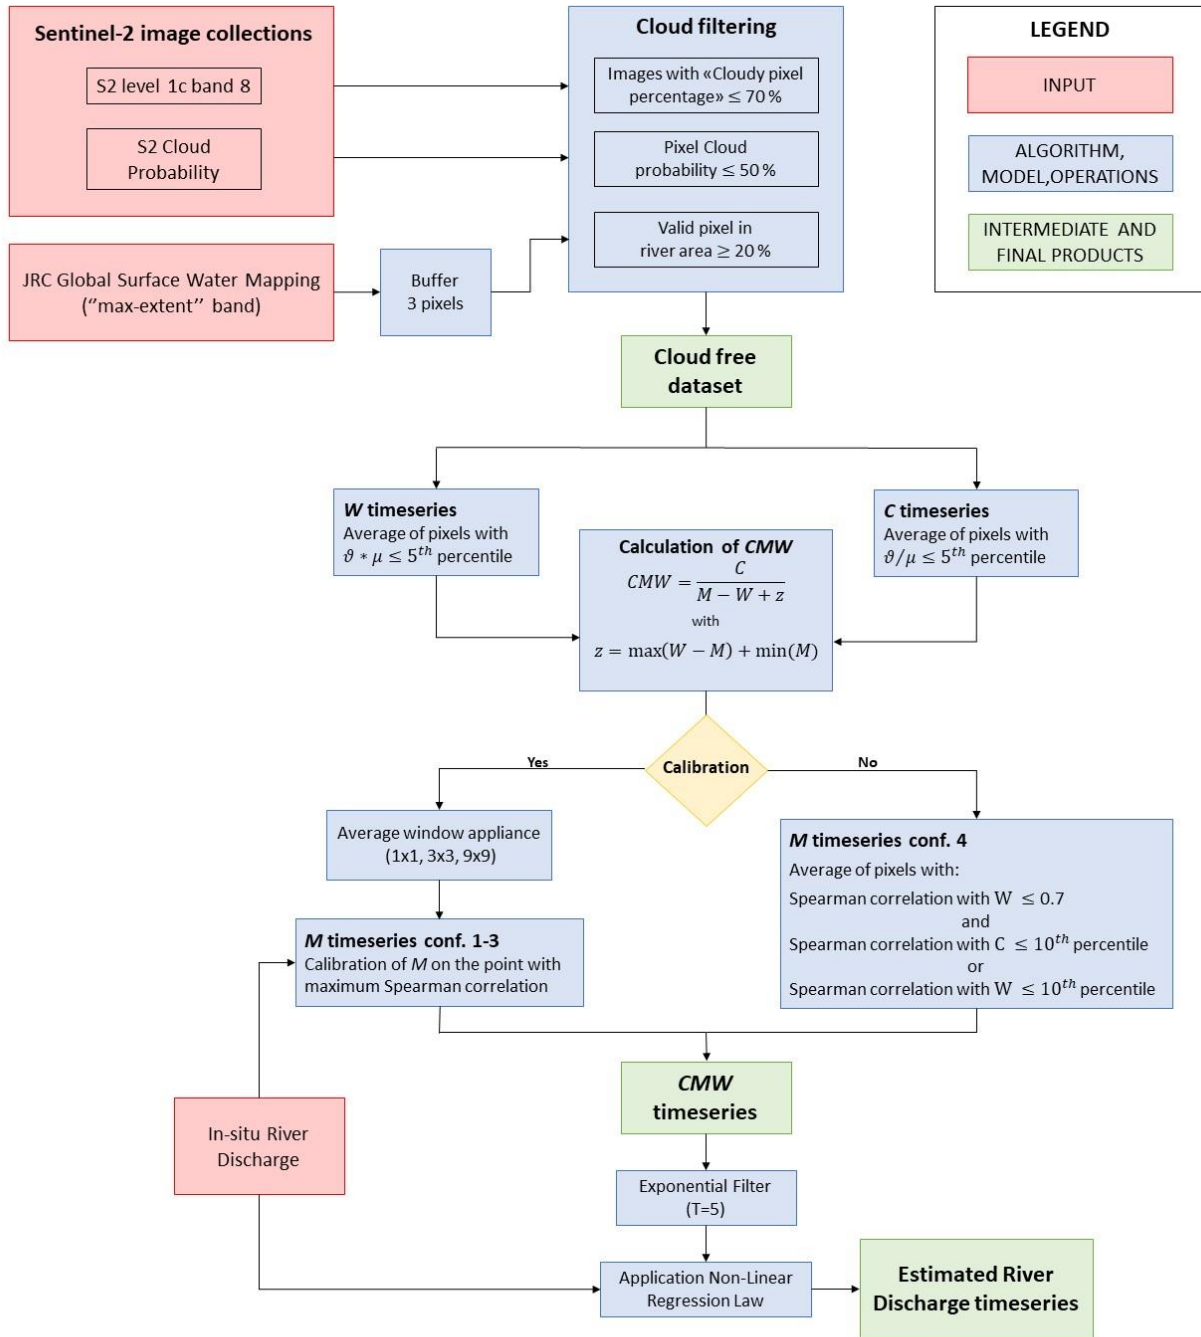 Sentinel-2 image collections
S2 level 1c band 8
S2 Cloud
Probability
JRC Global Surface Water Mapping
(“max-extent” band)
Buffer
3 pixels
Cloud filtering
Images with «Cloudy pixel
percentage» ≤ 70 %
Pixel Cloud
probability ≤ 50 %
Valid pixel in
river area ≥ 20 %
LEGEND
INPUT
ALGORITHM,
MODEL,OPERATIONS
INTERMEDIATE AND
FINAL PRODUCTS
Cloud free
dataset
W timeseries
Average of pixels with
ϑ ∗ μ ≤ 5th percentile
Calculation of CMW
CMW = C / (M − W + z)
with
z = max(W − M) + min(M)
C timeseries
Average of pixels with
ϑ/μ ≤ 5th percentile
Yes
Calibration
No
Average window appliance
(1x1, 3x3, 9x9)
M timeseries conf. 1-3
Calibration of M on the point with
maximum Spearman correlation
M timeseries conf. 4
Average of pixels with:
Spearman correlation with W ≤ 0.7
and
Spearman correlation with C ≤ 10th percentile
or
Spearman correlation with W ≤ 10th percentile
CMW
timeseries
In-situ River
Discharge
Exponential Filter
(T=5)
Application Non-Linear
Regression Law
Estimated River
Discharge timeseries